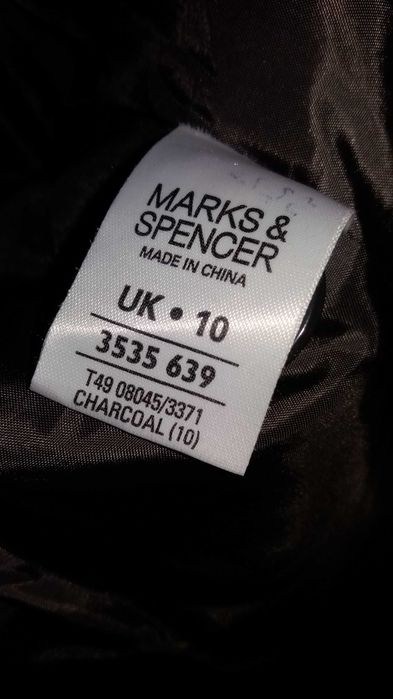 MARKS &
SPENCER
MADE IN CHINA
UK • 10
3535 639
T49 08045/3371
CHARCOAL (10)